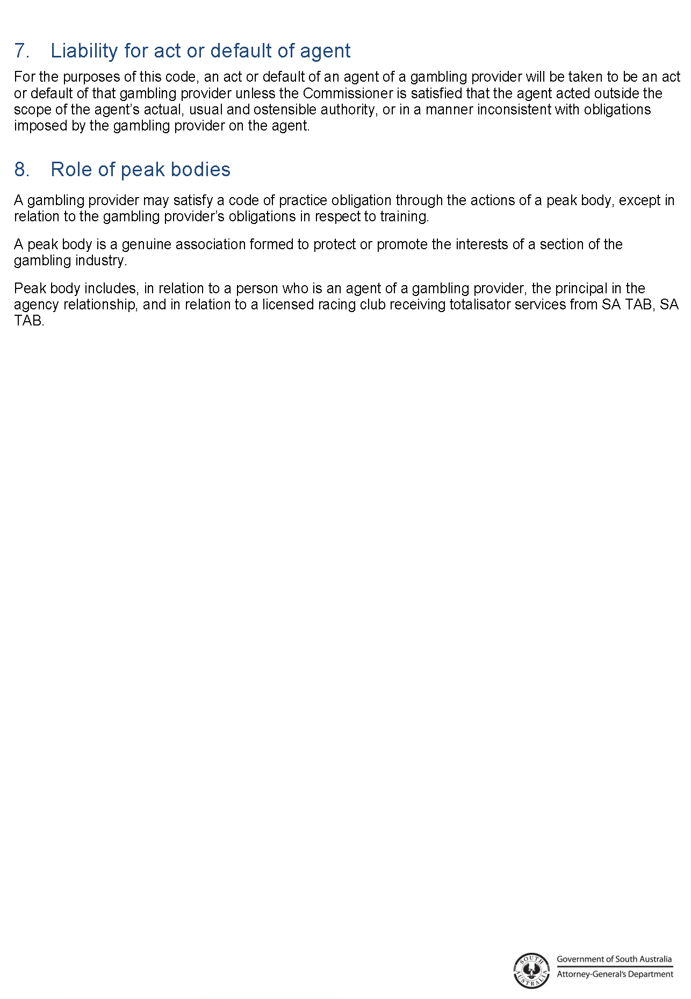 7. Liability for act or default of agent
For the purposes of this code, an act or default of an agent of a gambling provider will be taken to be an act
or default of that gambling provider unless the Commissioner is satisfied that the agent acted outside the
scope of the agent’s actual, usual and ostensible authority, or in a manner inconsistent with obligations
imposed by the gambling provider on the agent.
8. Role of peak bodies
A gambling provider may satisfy a code of practice obligation through the actions of a peak body, except in
relation to the gambling provider’s obligations in respect to training.
A peak body is a genuine association formed to protect or promote the interests of a section of the
gambling industry.
Peak body includes, in relation to a person who is an agent of a gambling provider, the principal in the
agency relationship, and in relation to a licensed racing club receiving totalisator services from SA TAB, SA
TAB.
SOUTH
AUSTRALIA
Government of South Australia
Attorney-General’s Department